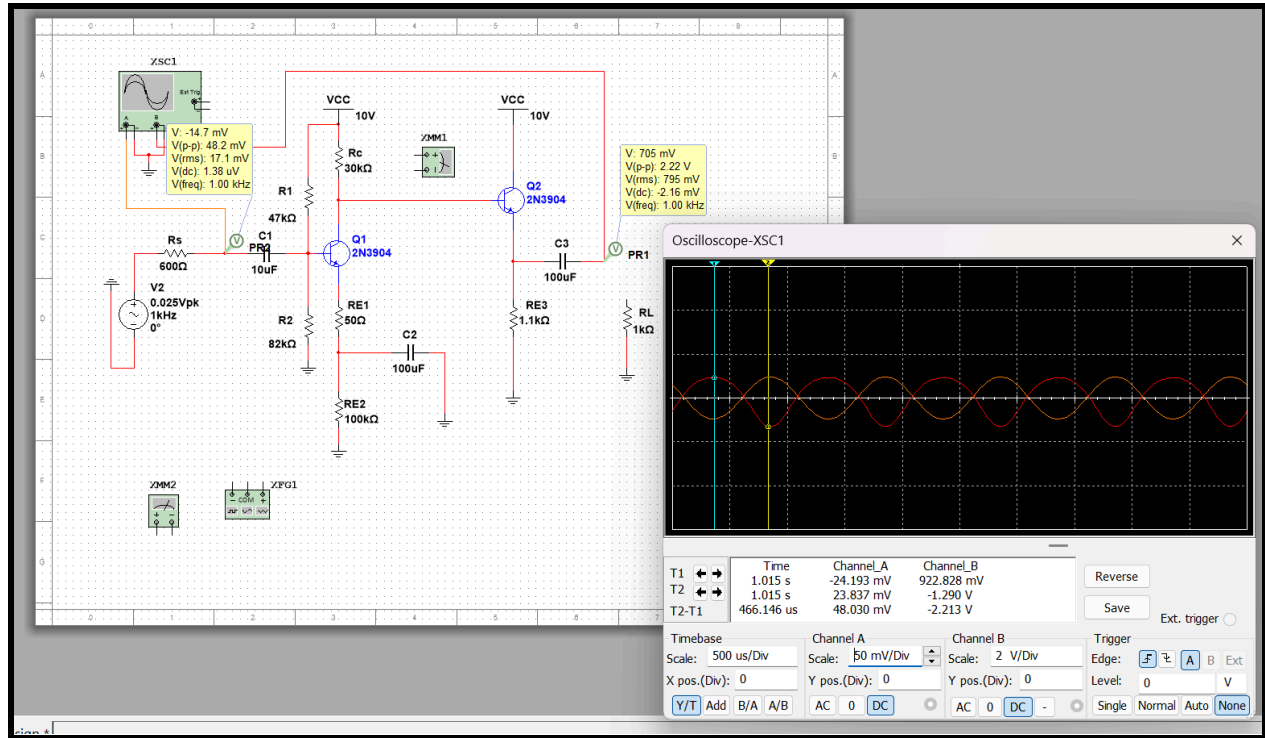 XSC1
Ext Trig
A
B
V: -14.7 mV
V(p-p): 48.2 mV
V(rms): 17.1 mV
V(dc): 1.38 uV
V(freq): 1.00 kHz
VCC
10V
Rc
30kΩ
R1
47kΩ
XMM1
VCC
10V
Q2
2N3904
V: 705 mV
V(p-p): 2.22 V
V(rms): 795 mV
V(dc): -2.16 mV
V(freq): 1.00 kHz
Rs
600Ω
PR2
C1
10uF
Q1
2N3904
C3
100uF
PR1
V2
0.025Vpk
1kHz
0°
R2
82kΩ
RE1
50Ω
C2
100uF
RE3
1.1kΩ
RL
1kΩ
RE2
100kΩ
XMM2
XFG1
COM
Oscilloscope-XSC1
Time Channel_A Channel_B
T1 1.015 s -24.193 mV 922.828 mV
T2 1.015 s 23.837 mV -1.290 V
T2-T1 466.146 us 48.030 mV -2.213 V
Reverse
Save
Ext. trigger
Timebase
Scale: 500 us/Div
X pos.(Div): 0
Y/T Add B/A A/B
Channel A
Scale: 50 mV/Div
Y pos.(Div): 0
AC 0 DC
Channel B
Scale: 2 V/Div
Y pos.(Div): 0
AC 0 DC -
Trigger
Edge: A B Ext
Level: 0 V
Single Normal Auto None